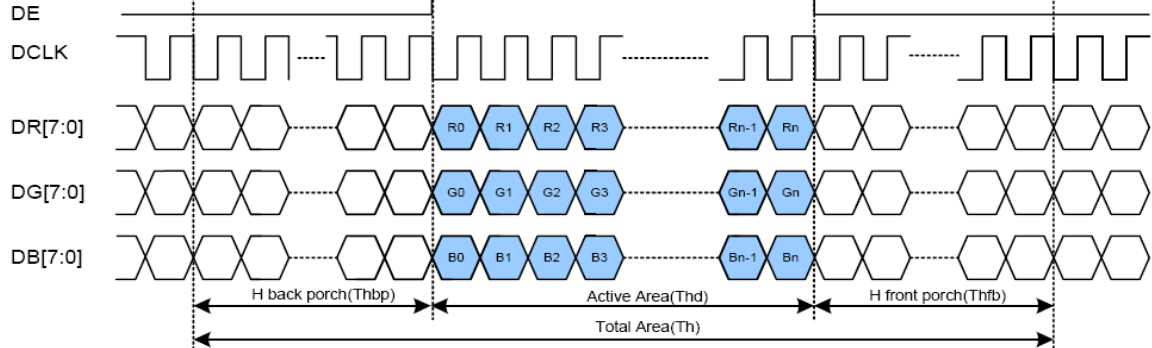 DE
DCLK
DR[7:0] R0 R1 R2 R3 Rn-1 Rn
DG[7:0] G0 G1 G2 G3 Gn-1 Gn
DB[7:0] B0 B1 B2 B3 Bn-1 Bn
H back porch(Thbp) Active Area(Thd) H front porch(Thfb)
Total Area(Th)